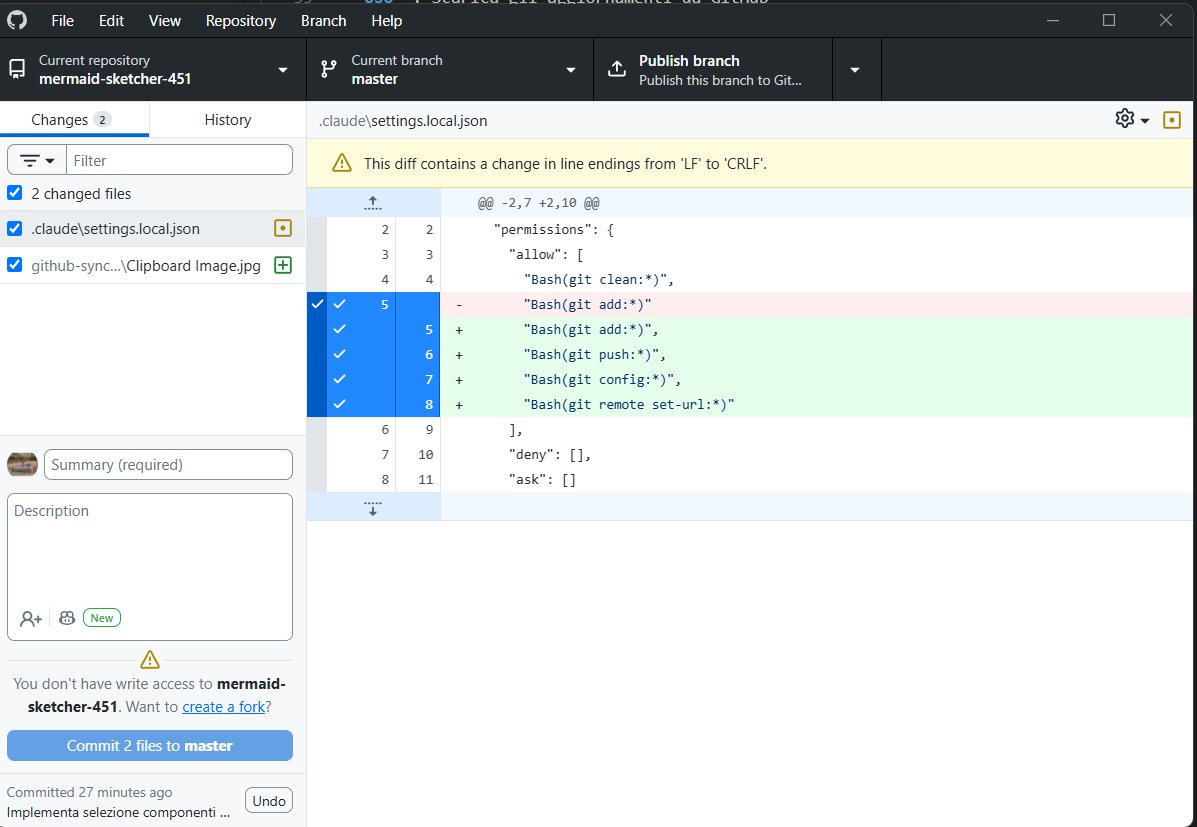 File Edit View Repository Branch Help
Current repository
mermaid-sketcher-451
Current branch
master
Publish branch
Publish this branch to Git...
Changes 2
History
Filter
2 changed files
.claude\settings.local.json
github-sync...\Clipboard Image.jpg
Summary (required)
Description
New
You don't have write access to mermaid-
sketcher-451. Want to create a fork?
Commit 2 files to master
Committed 27 minutes ago
Implementa selezione componenti ...
Undo
.claude\settings.local.json
This diff contains a change in line endings from 'LF' to 'CRLF'.
@@ -2,7 +2,10 @@
2 2 "permissions": {
3 3 "allow": [
4 4 "Bash(git clean:*)",
5 - "Bash(git add:*)"
5 + "Bash(git add:*)",
6 + "Bash(git push:*)",
7 + "Bash(git config:*)",
8 + "Bash(git remote set-url:*)"
6 9 ],
7 10 "deny": [],
8 11 "ask": []